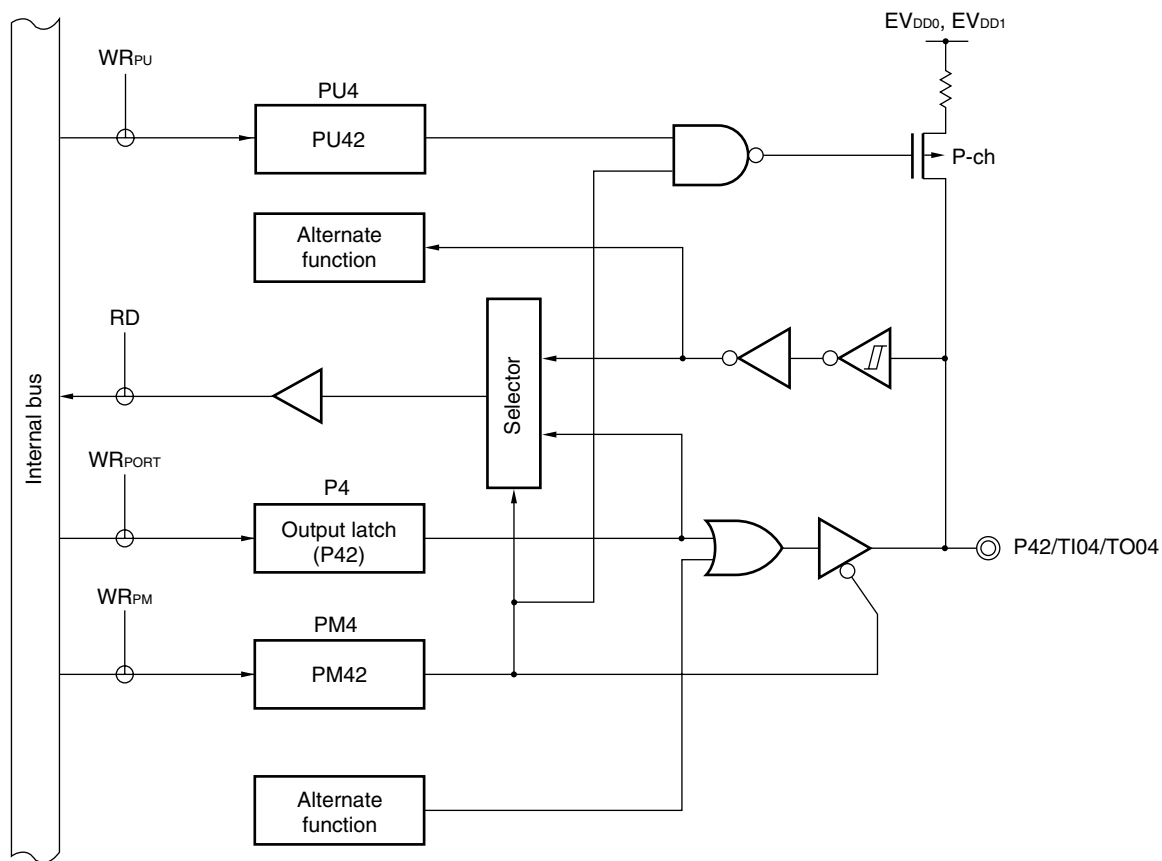 EVDD0, EVDD1
WRPU
PU4
PU42
P-ch
Alternate
function
RD
Selector
Internal bus
WRPORT
P4
Output latch
(P42)
P42/TI04/TO04
WRPM
PM4
PM42
Alternate
function